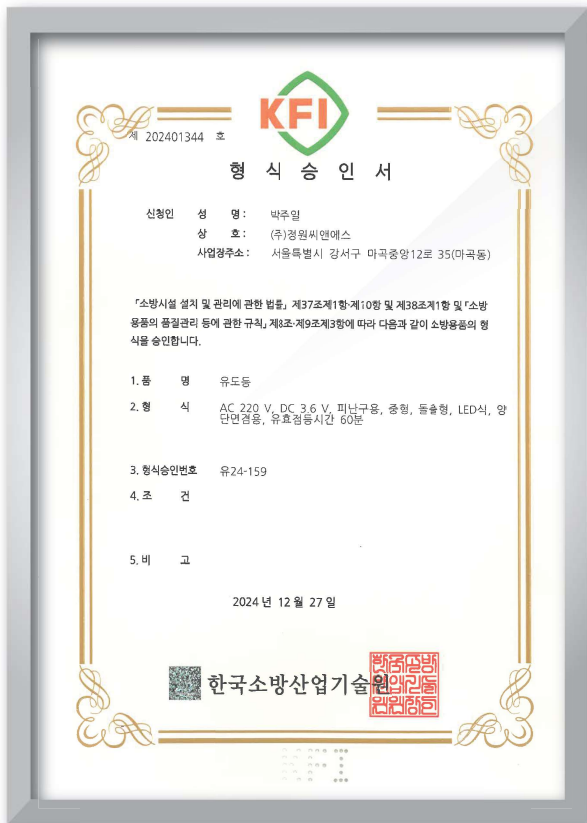 KFI
제 202401344 호
형 식 승 인 서
신청인 성 명 : 박주일
상 호 : (주)정원씨앤에스
사업장주소 : 서울특별시 강서구 마곡중앙12로 35(마곡동)
「소방시설 설치 및 관리에 관한 법률」 제37조제1항·제10항 및 제38조제1항 및 「소방
용품의 품질관리 등에 관한 규칙」 제8조·제9조제3항에 따라 다음과 같이 소방용품의 형
식을 승인합니다.
1. 품 명 유도등
2. 형 식 AC 220 V, DC 3.6 V, 피난구용, 중형, 돌출형, LED식, 양
단면겸용, 유효점등시간 60분
3. 형식승인번호 유24-159
4. 조 건
5. 비 고
2024 년 12 월 27 일
한국소방산업기술원
KFI